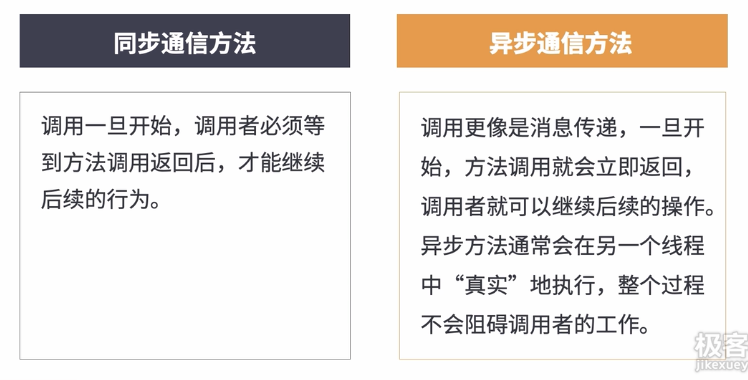 同步通信方法
调用一旦开始，调用者必须等
到方法调用返回后，才能继续
后续的行为。
异步通信方法
调用更像是消息传递，一旦开
始，方法调用就会立即返回，
调用者就可以继续后续的操作。
异步方法通常会在另一个线程
中“真实”地执行，整个过程
不会阻碍调用者的工作。
极客
jikexuey